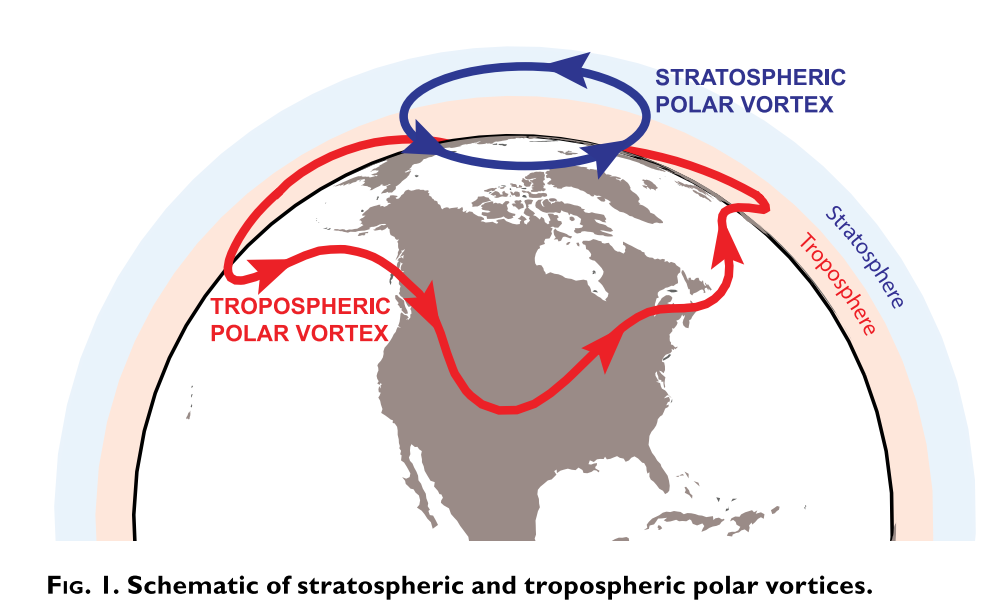 STRATOSPHERIC
POLAR VORTEX
Stratosphere
Troposphere
TROPOSPHERIC
POLAR VORTEX
FIG. 1. Schematic of stratospheric and tropospheric polar vortices.